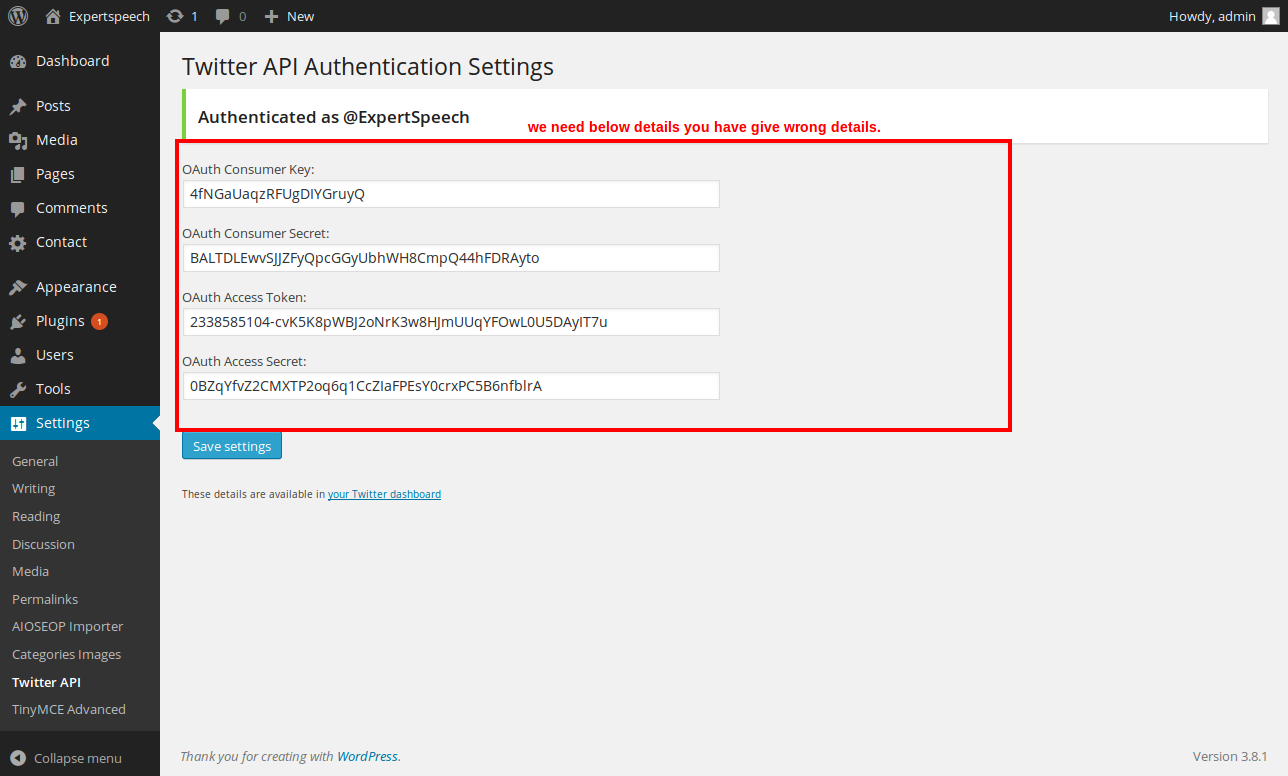 Expertspeech
1
0
New
Howdy, admin
Dashboard
Posts
Media
Pages
Comments
Contact
Appearance
Plugins 1
Users
Tools
Settings
General
Writing
Reading
Discussion
Media
Permalinks
AIOSEOP Importer
Categories Images
Twitter API
TinyMCE Advanced
Collapse menu
Twitter API Authentication Settings
Authenticated as @ExpertSpeech
we need below details you have give wrong details.
OAuth Consumer Key:
4fNGaUaqzRFUgDIYGruyQ
OAuth Consumer Secret:
BALTDLEwvSJJZFyQpcGGyUbhWH8CmpQ44hFDRAyto
OAuth Access Token:
2338585104-cvK5K8pWBJ2oNrK3w8HJmUUqYFOwL0U5DAyIT7u
OAuth Access Secret:
0BZqYfvZ2CMXTP2oq6q1CcZIaFPEsY0crxPC5B6nfblrA
Save settings
These details are available in your Twitter dashboard
Thank you for creating with WordPress.
Version 3.8.1